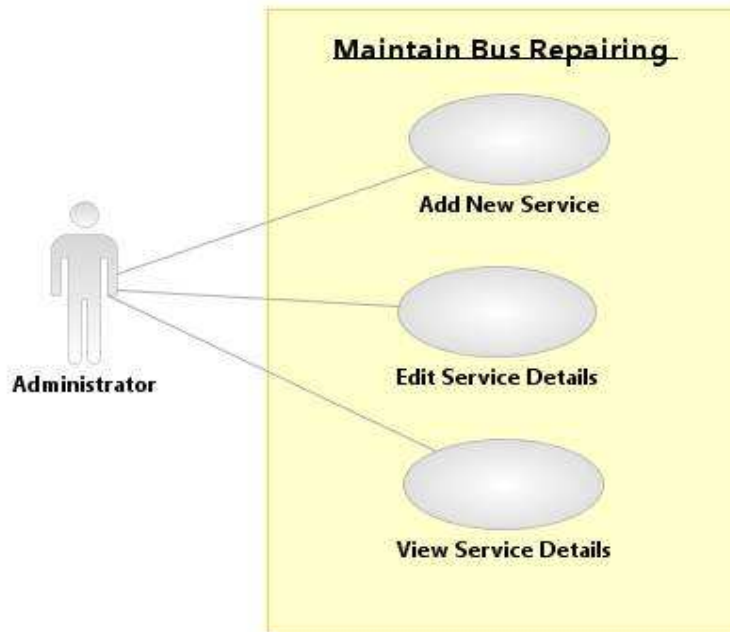 Maintain Bus Repairing
Add New Service
Administrator
Edit Service Details
View Service Details